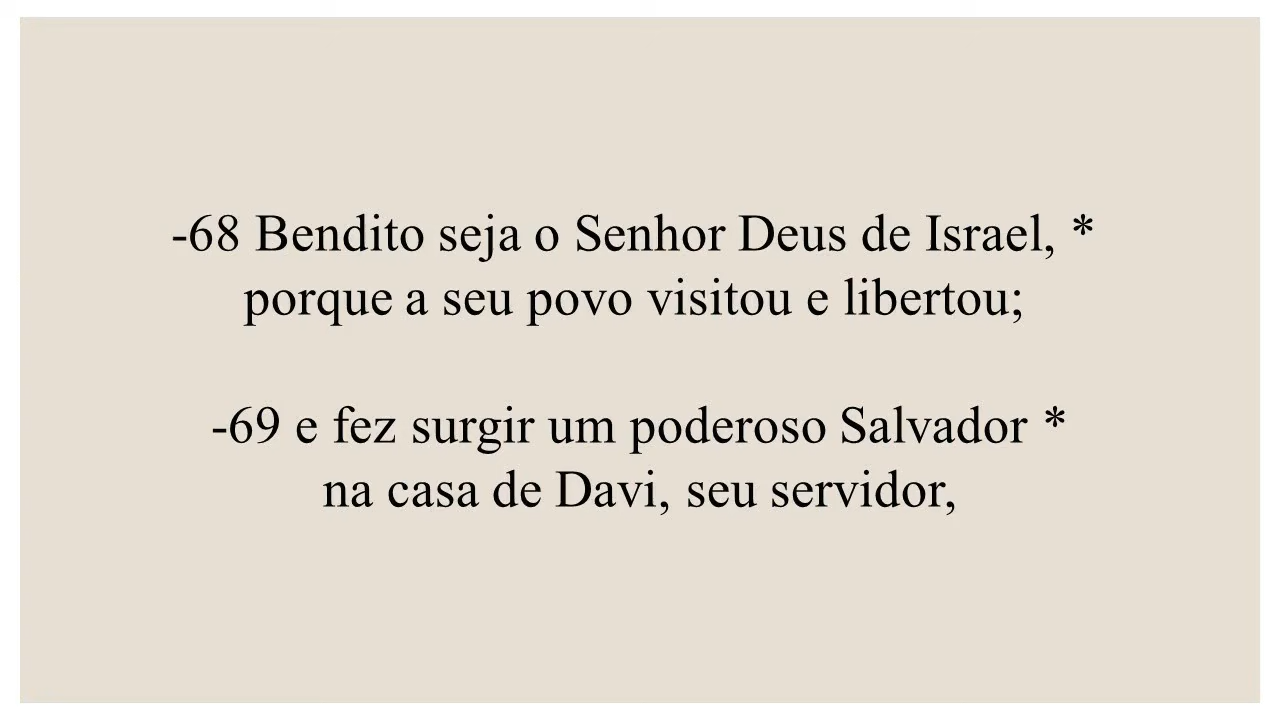 -68 Bendito seja o Senhor Deus de Israel, *
porque a seu povo visitou e libertou;
-69 e fez surgir um poderoso Salvador *
na casa de Davi, seu servidor,